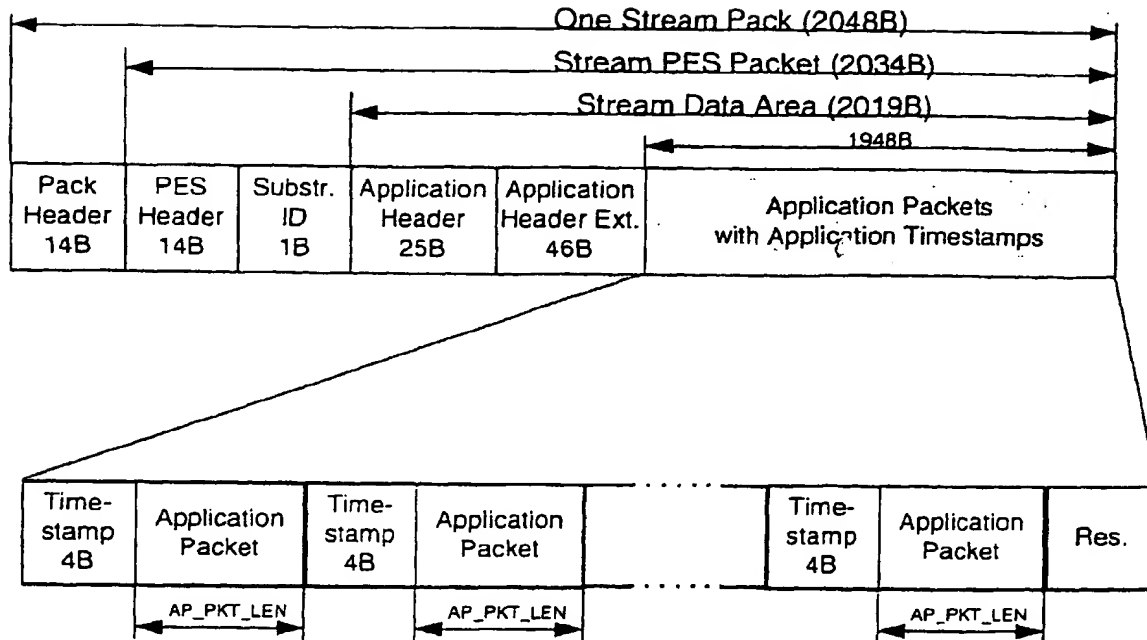 One Stream Pack (2048B)
Stream PES Packet (2034B)
Stream Data Area (2019B)
1948B
Pack Header 14B
PES Header 14B
Substr. ID 1B
Application Header 25B
Application Header Ext. 46B
Application Packets with Application Timestamps
Time-
stamp
4B
Application
Packet
Time-
stamp
4B
Application
Packet
Time-
stamp
4B
Application
Packet
Res.
AP_PKT_LEN
AP_PKT_LEN
AP_PKT_LEN